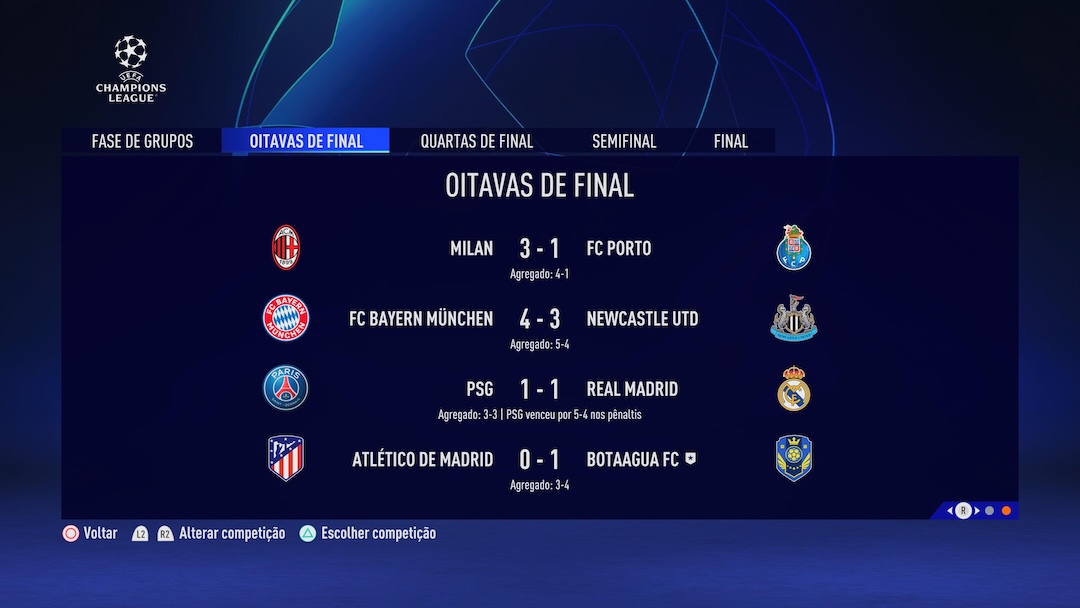 UEFA
CHAMPIONS
LEAGUE
FASE DE GRUPOS OITAVAS DE FINAL QUARTAS DE FINAL SEMIFINAL FINAL
OITAVAS DE FINAL
MILAN 3 - 1 FC PORTO
Agregado: 4-1
FC BAYERN MÜNCHEN 4 - 3 NEWCASTLE UTD
Agregado: 5-4
PSG 1 - 1 REAL MADRID
Agregado: 3-3 | PSG venceu por 5-4 nos pênaltis
ATLÉTICO DE MADRID 0 - 1 BOTAAGUA FC
Agregado: 3-4
R
Voltar L2 R2 Alterar competição Escolher competição